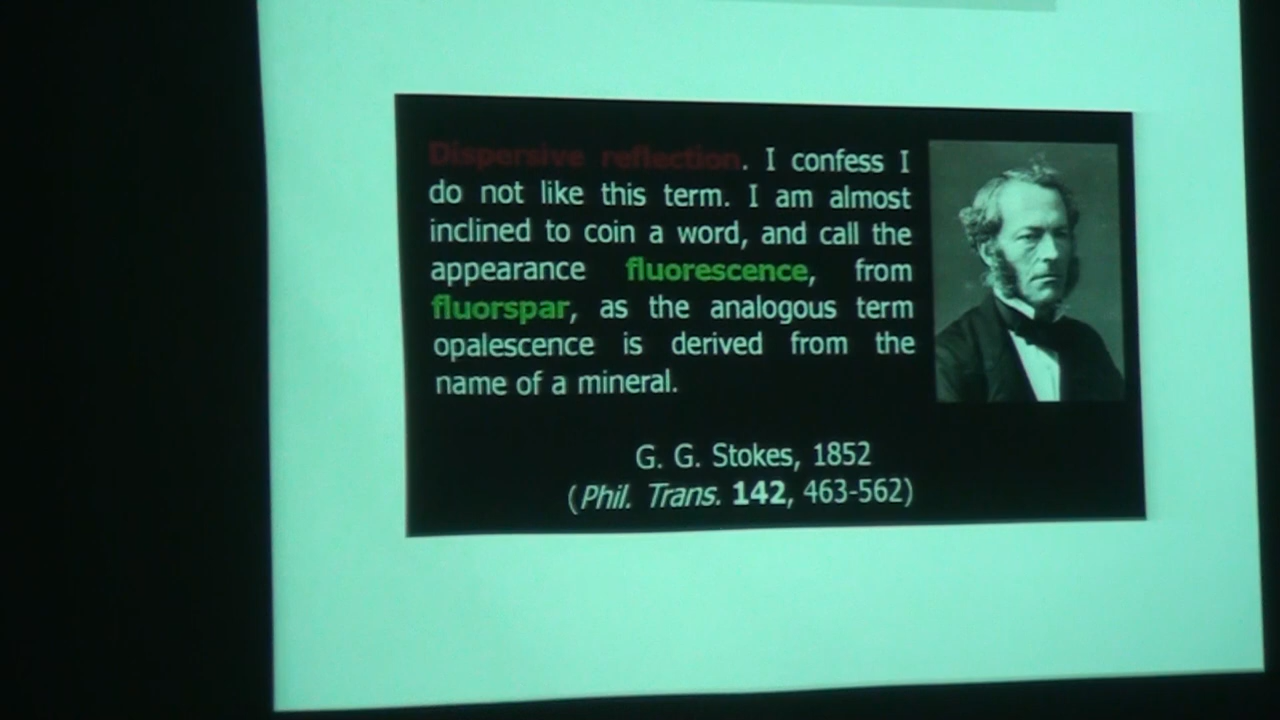 Dispersive reflection. I confess I
do not like this term. I am almost
inclined to coin a word, and call the
appearance fluorescence, from
fluorspar, as the analogous term
opalescence is derived from the
name of a mineral.
G. G. Stokes, 1852
(Phil. Trans. 142, 463-562)